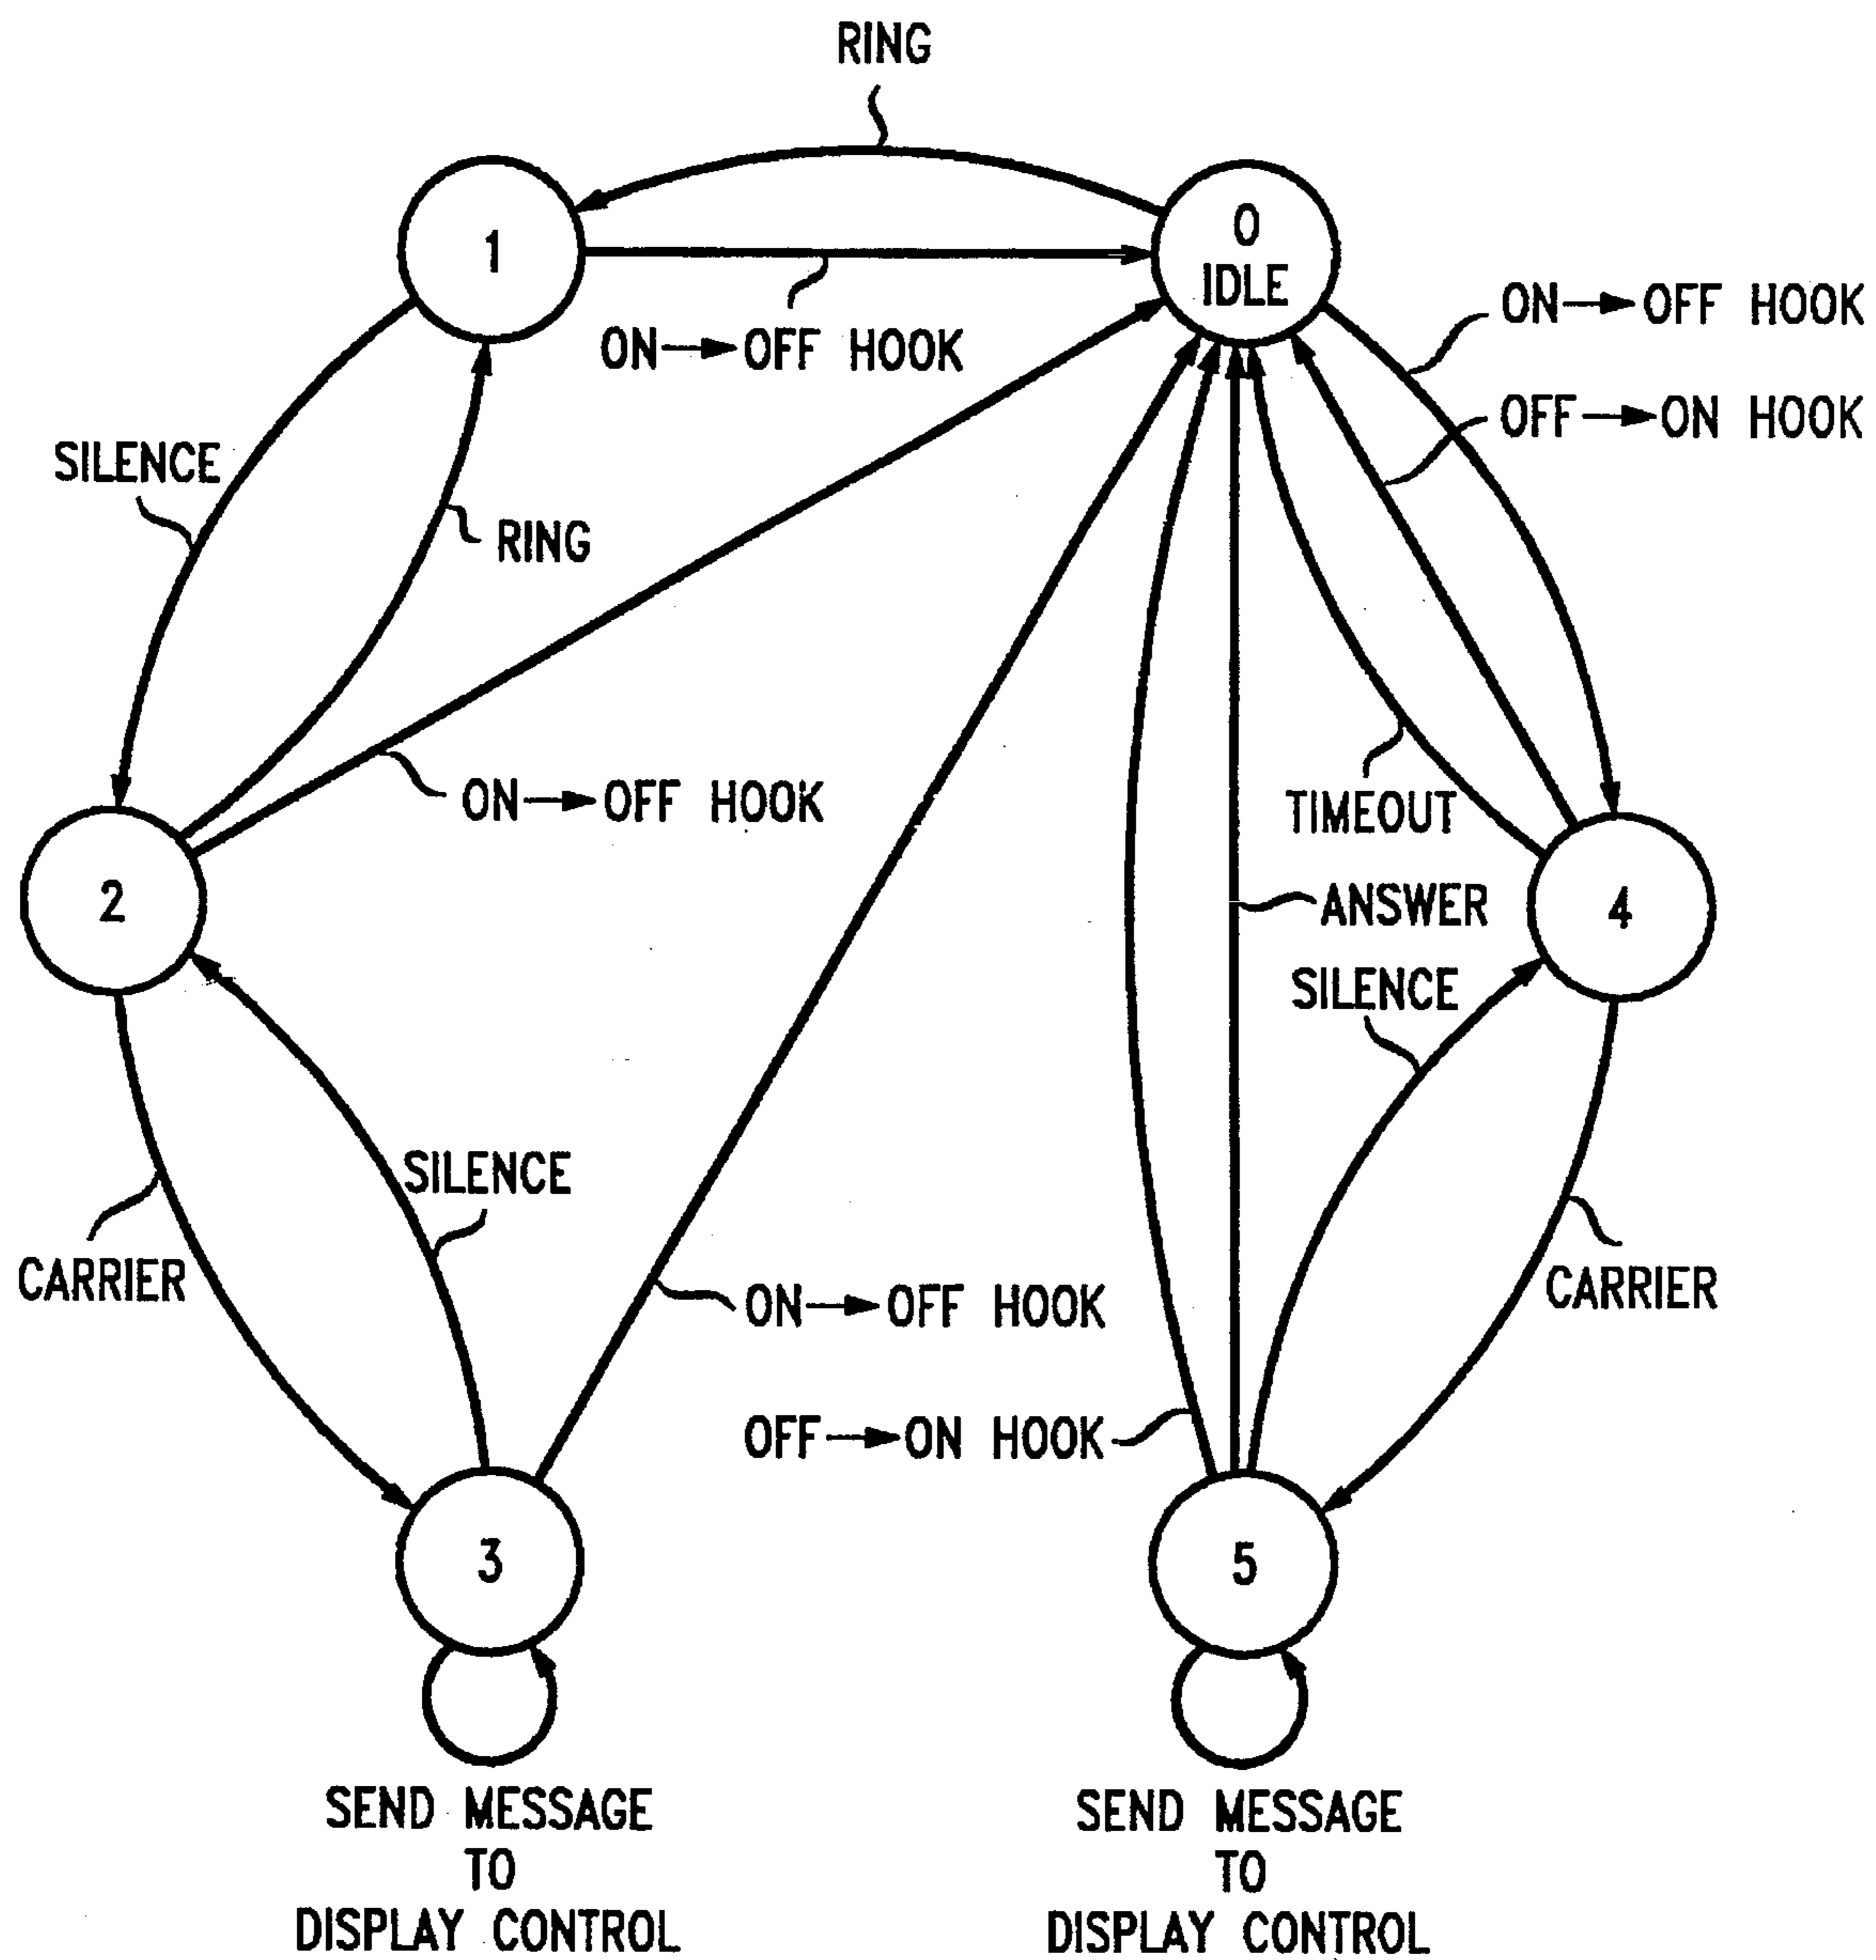 RING
1
0
IDLE
ON→OFF HOOK
ON→OFF HOOK
OFF→ON HOOK
SILENCE
RING
ON→OFF HOOK
TIMEOUT
2
ANSWER
4
SILENCE
SILENCE
CARRIER
CARRIER
ON→OFF HOOK
OFF→ON HOOK
3
5
SEND MESSAGE
TO
DISPLAY CONTROL
SEND MESSAGE
TO
DISPLAY CONTROL